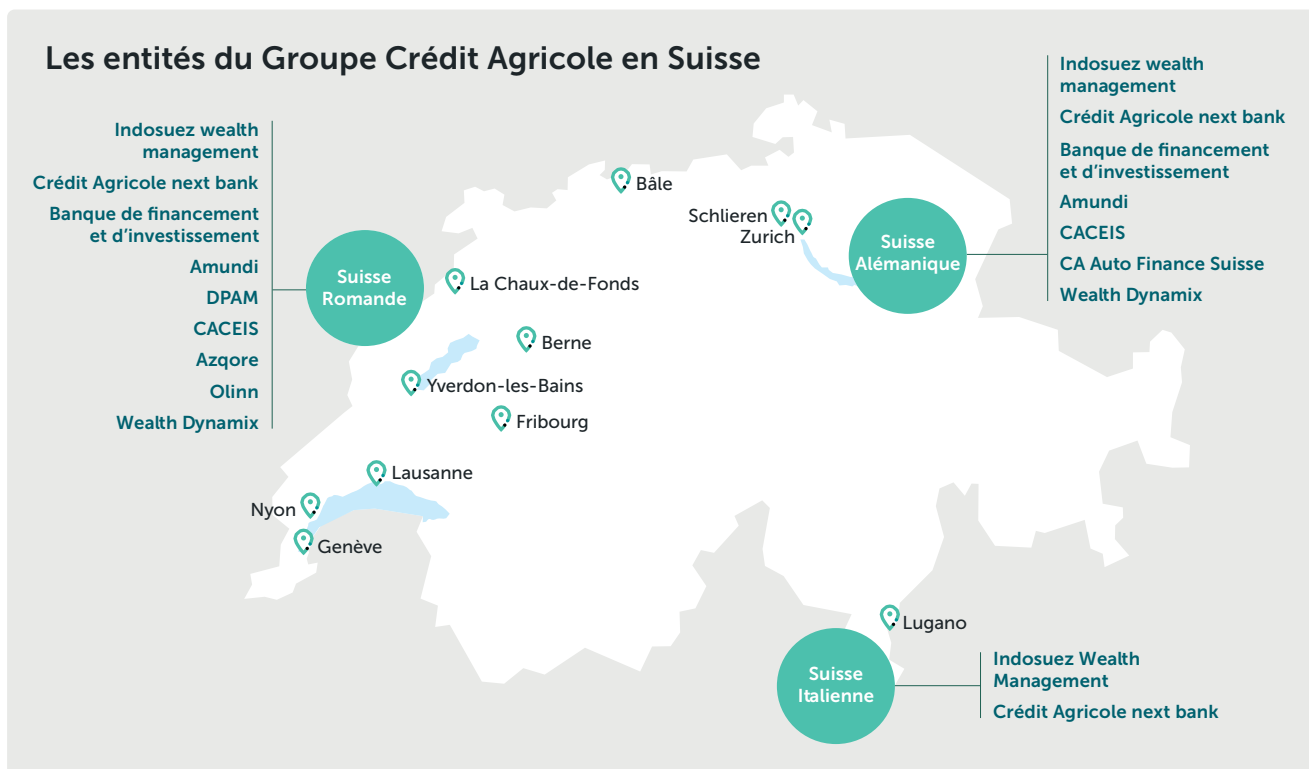 Les entités du Groupe Crédit Agricole en Suisse
Indosuez wealth
management
Crédit Agricole next bank
Banque de financement
et d’investissement
Amundi
DPAM
CACEIS
Azqore
Olinn
Wealth Dynamix
Suisse
Romande
Indosuez wealth
management
Crédit Agricole next bank
Banque de financement
et d’investissement
Amundi
CACEIS
CA Auto Finance Suisse
Wealth Dynamix
Suisse
Alémanique
Bâle
Schlieren
Zurich
La Chaux-de-Fonds
Berne
Yverdon-les-Bains
Fribourg
Lausanne
Nyon
Genève
Lugano
Suisse
Italienne
Indosuez Wealth
Management
Crédit Agricole next bank